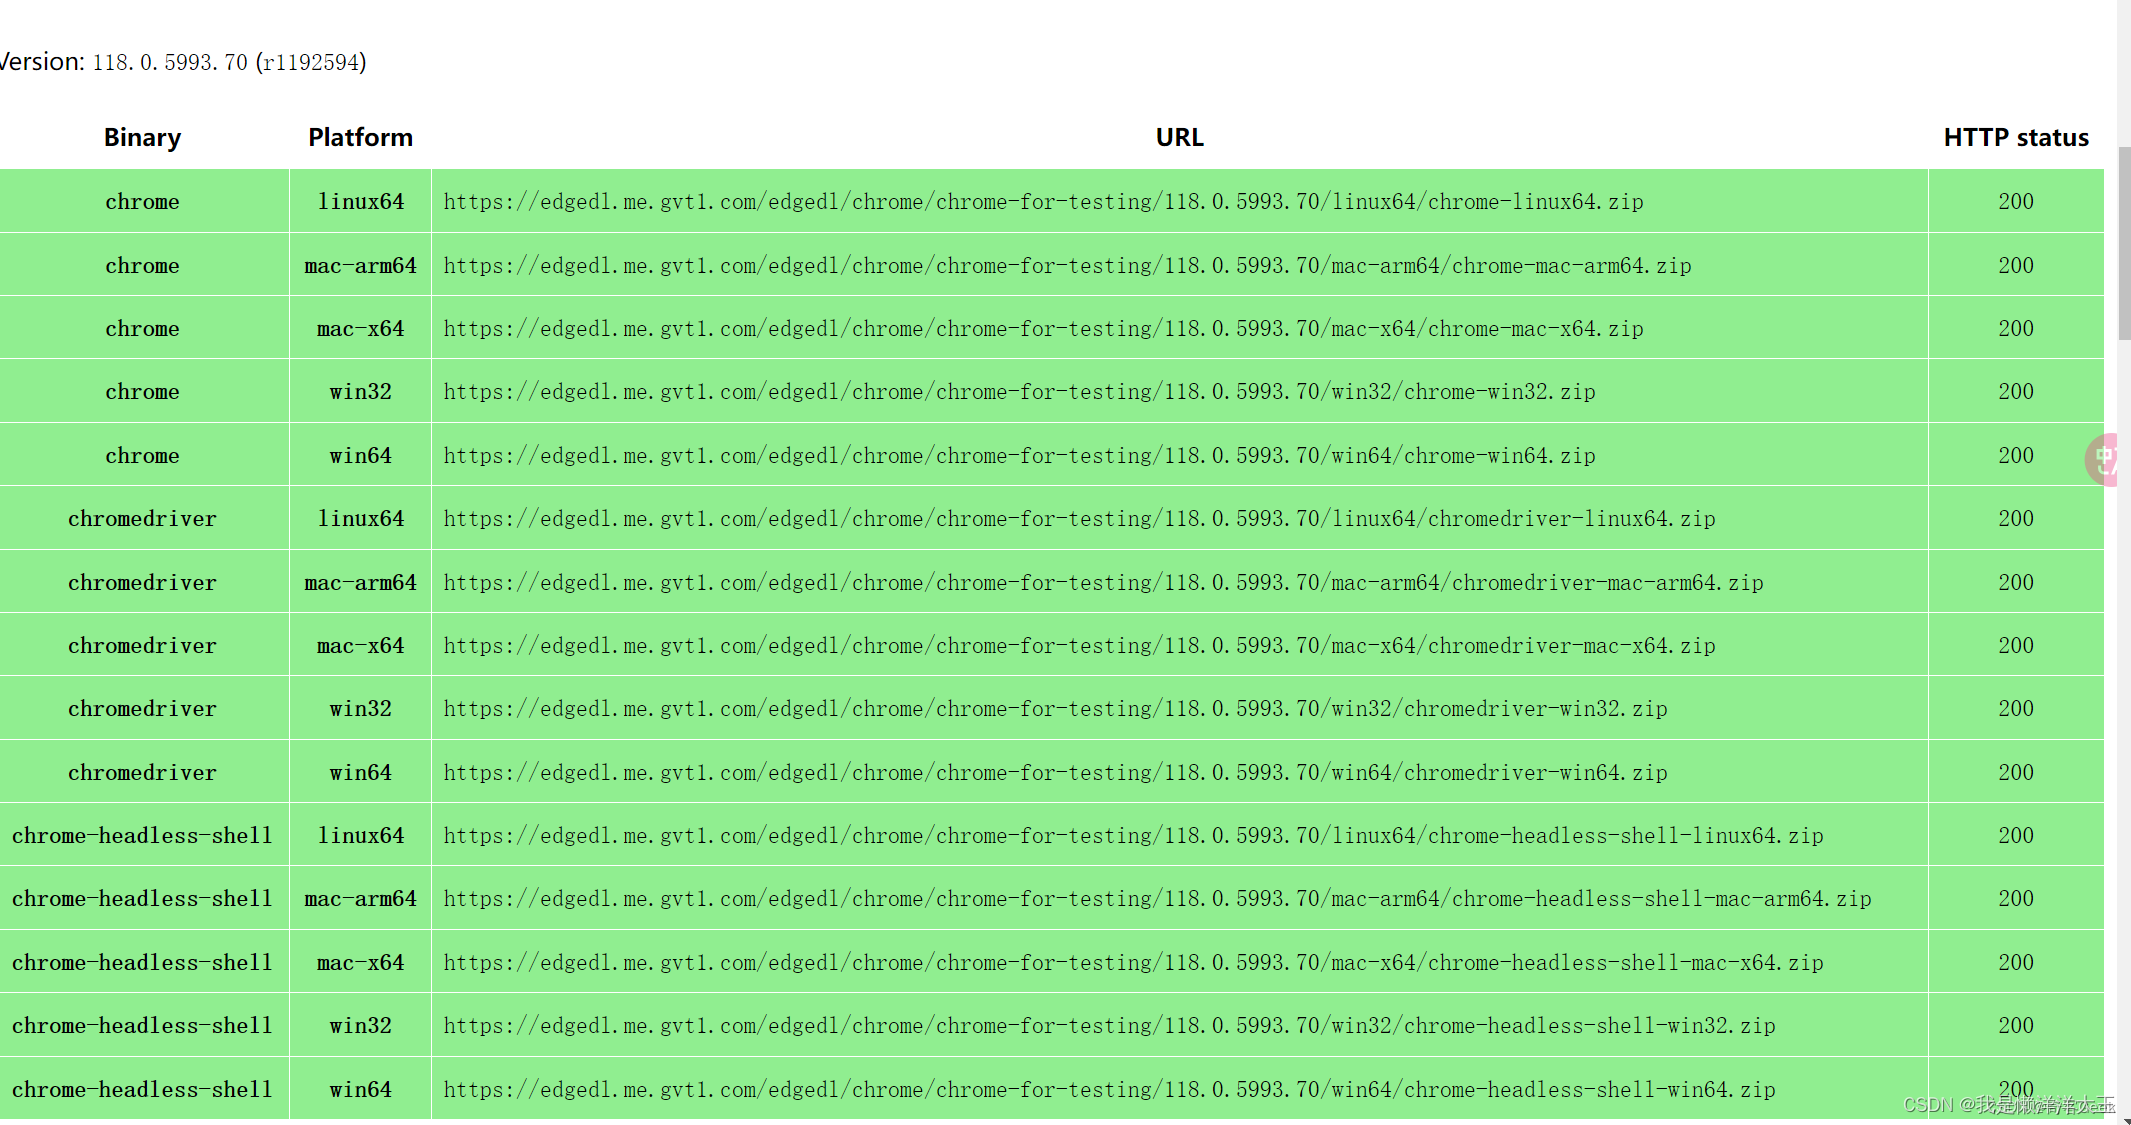 Version: 118.0.5993.70 (r1192594)
Binary Platform URL HTTP status
chrome linux64 https://edgedl.me.gvt1.com/edgedl/chrome/chrome-for-testing/118.0.5993.70/linux64/chrome-linux64.zip 200
chrome mac-arm64 https://edgedl.me.gvt1.com/edgedl/chrome/chrome-for-testing/118.0.5993.70/mac-arm64/chrome-mac-arm64.zip 200
chrome mac-x64 https://edgedl.me.gvt1.com/edgedl/chrome/chrome-for-testing/118.0.5993.70/mac-x64/chrome-mac-x64.zip 200
chrome win32 https://edgedl.me.gvt1.com/edgedl/chrome/chrome-for-testing/118.0.5993.70/win32/chrome-win32.zip 200
chrome win64 https://edgedl.me.gvt1.com/edgedl/chrome/chrome-for-testing/118.0.5993.70/win64/chrome-win64.zip 200
chromedriver linux64 https://edgedl.me.gvt1.com/edgedl/chrome/chrome-for-testing/118.0.5993.70/linux64/chromedriver-linux64.zip 200
chromedriver mac-arm64 https://edgedl.me.gvt1.com/edgedl/chrome/chrome-for-testing/118.0.5993.70/mac-arm64/chromedriver-mac-arm64.zip 200
chromedriver mac-x64 https://edgedl.me.gvt1.com/edgedl/chrome/chrome-for-testing/118.0.5993.70/mac-x64/chromedriver-mac-x64.zip 200
chromedriver win32 https://edgedl.me.gvt1.com/edgedl/chrome/chrome-for-testing/118.0.5993.70/win32/chromedriver-win32.zip 200
chromedriver win64 https://edgedl.me.gvt1.com/edgedl/chrome/chrome-for-testing/118.0.5993.70/win64/chromedriver-win64.zip 200
chrome-headless-shell linux64 https://edgedl.me.gvt1.com/edgedl/chrome/chrome-for-testing/118.0.5993.70/linux64/chrome-headless-shell-linux64.zip 200
chrome-headless-shell mac-arm64 https://edgedl.me.gvt1.com/edgedl/chrome/chrome-for-testing/118.0.5993.70/mac-arm64/chrome-headless-shell-mac-arm64.zip 200
chrome-headless-shell mac-x64 https://edgedl.me.gvt1.com/edgedl/chrome/chrome-for-testing/118.0.5993.70/mac-x64/chrome-headless-shell-mac-x64.zip 200
chrome-headless-shell win32 https://edgedl.me.gvt1.com/edgedl/chrome/chrome-for-testing/118.0.5993.70/win32/chrome-headless-shell-win32.zip 200
chrome-headless-shell win64 https://edgedl.me.gvt1.com/edgedl/chrome/chrome-for-testing/118.0.5993.70/win64/chrome-headless-shell-win64.zip 200
CSDN @我是懒洋洋大王